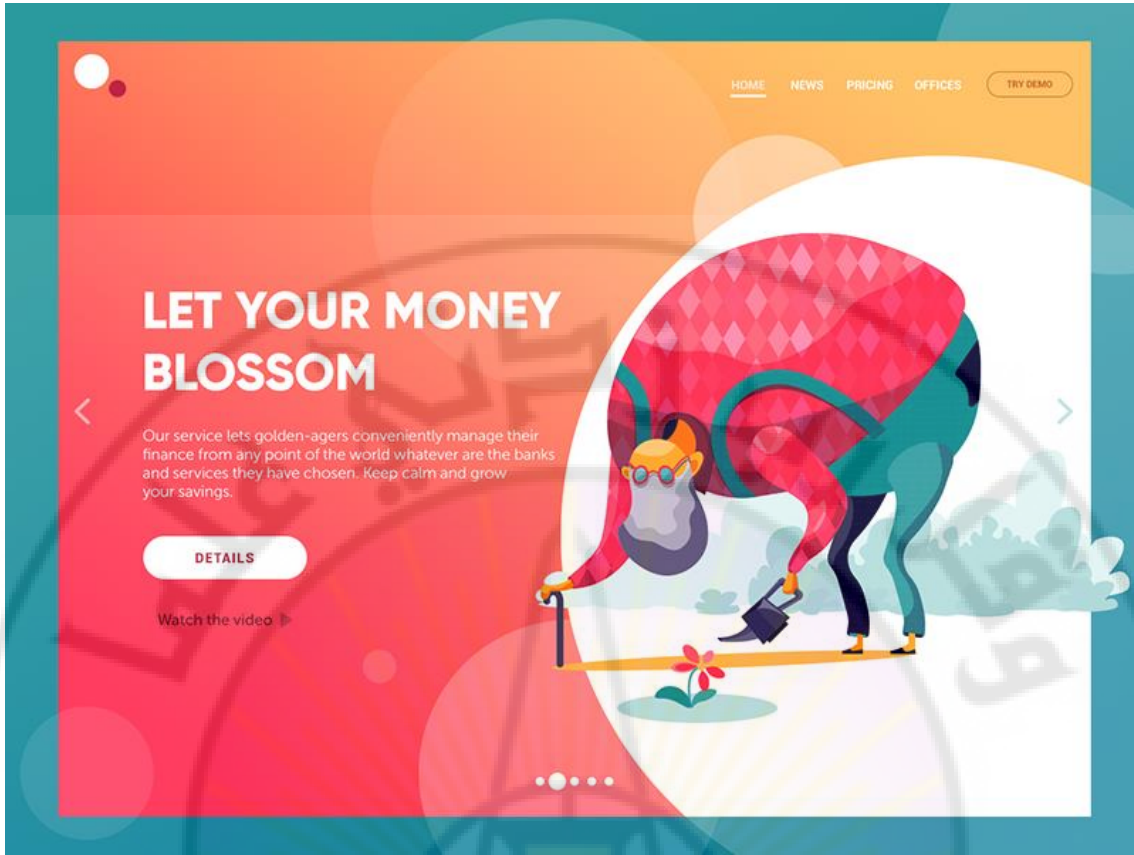 HOME NEWS PRICING OFFICES TRY DEMO
LET YOUR MONEY
BLOSSOM
Our service lets golden-agers conveniently manage their
finance from any point of the world whatever are the banks
and services they have chosen. Keep calm and grow
your savings.
DETAILS
Watch the video